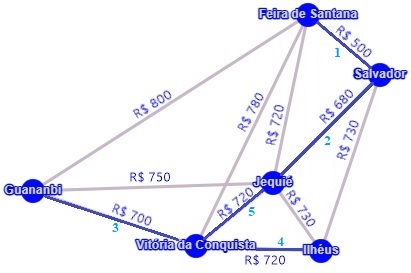 Feira de Santana
R$ 500
1
Salvador
R$ 800
R$ 780
R$ 720
R$ 680
2
R$ 730
Guananbi
R$ 750
Jequié
R$ 700
3
R$ 720
5
R$ 730
Vitória da Conquista
4
Ilhéus
R$ 720